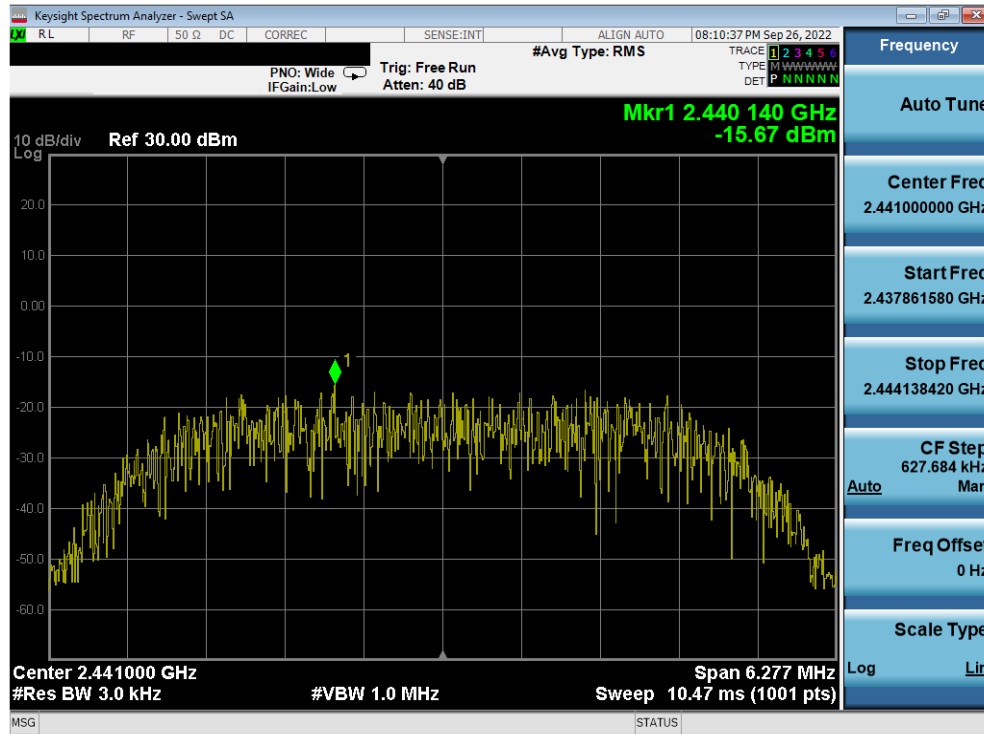 Keysight Spectrum Analyzer - Swept SA
LXI RL RF 50 Ω DC CORREC SENSE:INT ALIGN AUTO 08:10:37 PM Sep 26, 2022
#Avg Type: RMS TRACE 1 2 3 4 5 6
PNO: Wide Trig: Free Run TYPE M WWWWW
IFGain:Low Atten: 40 dB DET P N N N N N
Mkr1 2.440 140 GHz
-15.67 dBm
10 dB/div Ref 30.00 dBm
Log
20.0
10.0
0.00
-10.0
1
-20.0
-30.0
-40.0
-50.0
-60.0
Center 2.441000 GHz Span 6.277 MHz
#Res BW 3.0 kHz #VBW 1.0 MHz Sweep 10.47 ms (1001 pts)
MSG STATUS
Frequency
Auto Tune
Center Freq
2.441000000 GHz
Start Freq
2.437861580 GHz
Stop Freq
2.444138420 GHz
CF Step
627.684 kHz
Auto Man
Freq Offset
0 Hz
Scale Type
Log Lin